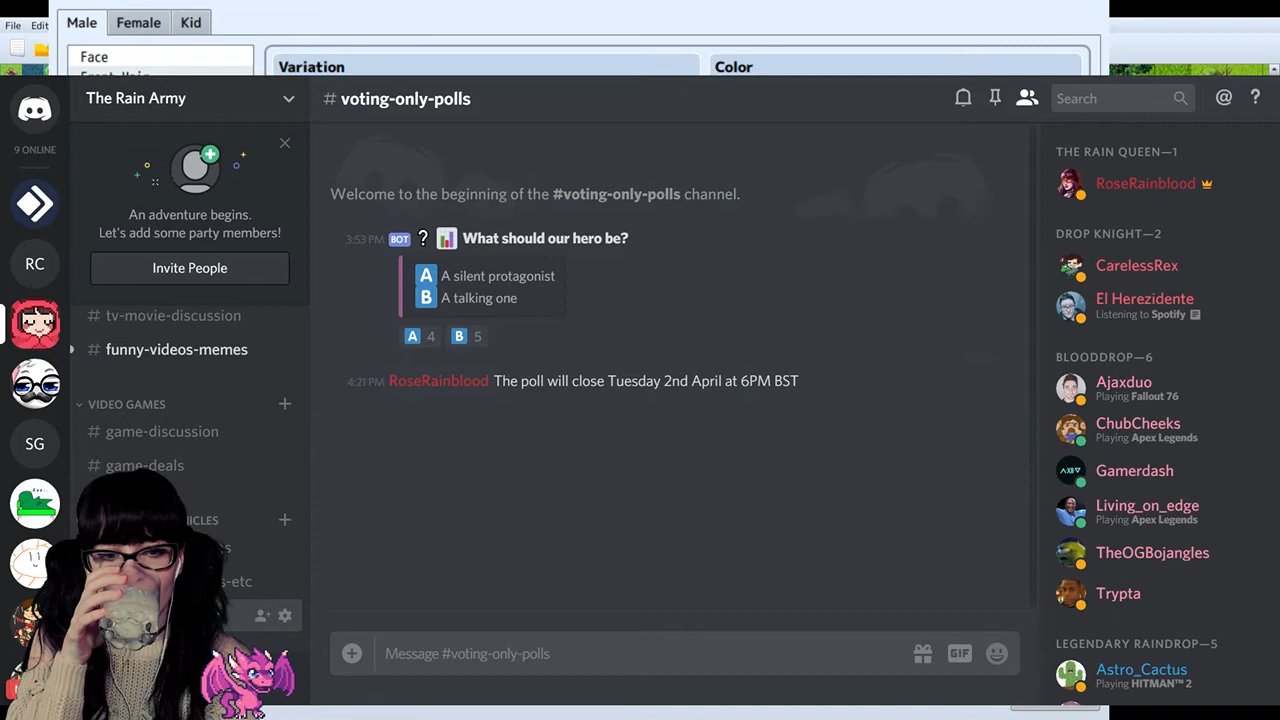 Male Female Kid
File Edit
Face
Variation
Color
The Rain Army
# voting-only-polls
Search
@ ?
9 ONLINE
An adventure begins.
Let's add some party members!
Invite People
# tv-movie-discussion
# funny-videos-memes
VIDEO GAMES
# game-discussion
# game-deals
RC
SG
Welcome to the beginning of the #voting-only-polls channel.
3:53 PM BOT ? What should our hero be?
A A silent protagonist
B A talking one
A 4 B 5
4:21 PM RoseRainblood The poll will close Tuesday 2nd April at 6PM BST
Message #voting-only-polls
GIF
THE RAIN QUEEN—1
RoseRainblood
DROP KNIGHT—2
CarelessRex
El Herezidente
Listening to Spotify
BLOODDROP—6
Ajaxduo
Playing Fallout 76
ChubCheeks
Playing Apex Legends
Gamerdash
Living_on_edge
Playing Apex Legends
TheOGBojangles
Trypta
LEGENDARY RAINDROP—5
Astro_Cactus
Playing HITMAN™ 2